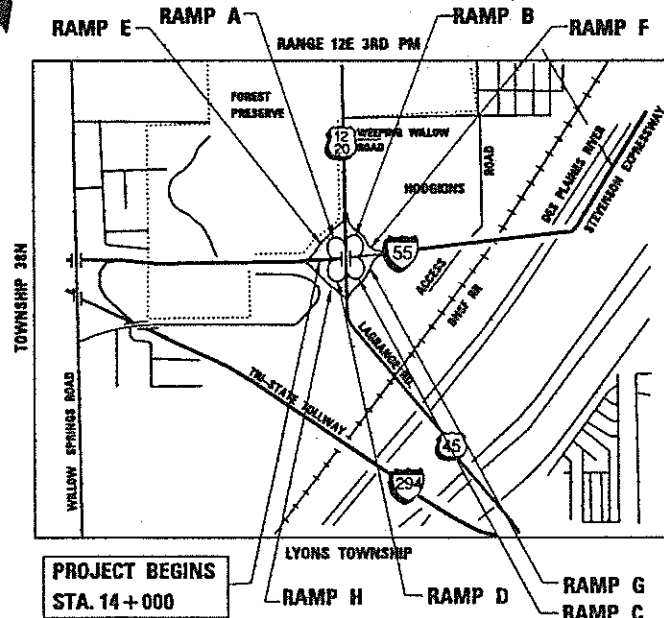 RAMP A
RAMP B
RAMP E
RAMP F
RANGE 12E 3RD PM
FOREST
PRESERVE
12
20
WEEPING WILLOW
ROAD
HODGKINS
ROAD
DES PLAINES RIVER
STEVENSON EXPRESSWAY
TOWNSHIP 38N
55
ACCESS
BNSF RR
LAGRANGE RD.
TRI-STATE TOLLWAY
WILLOW SPRINGS ROAD
45
294
LYONS TOWNSHIP
PROJECT BEGINS
STA. 14+000
RAMP H
RAMP D
RAMP G
RAMP C